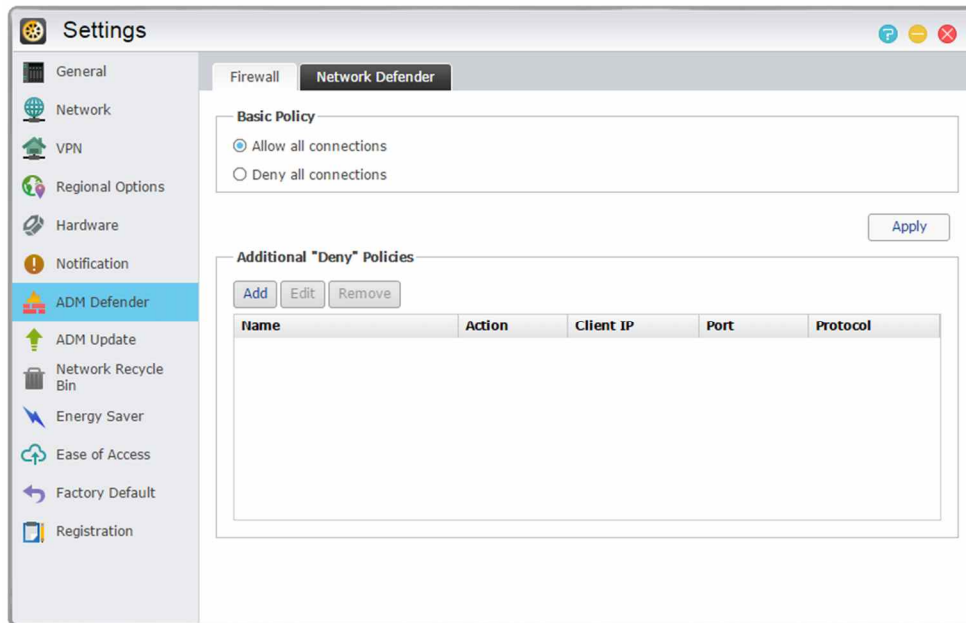 Settings
?
General
Network
VPN
Regional Options
Hardware
Notification
ADM Defender
ADM Update
Network Recycle
Bin
Energy Saver
Ease of Access
Factory Default
Registration
Firewall Network Defender
Basic Policy
Allow all connections
Deny all connections
Apply
Additional "Deny" Policies
Add Edit Remove
Name Action Client IP Port Protocol